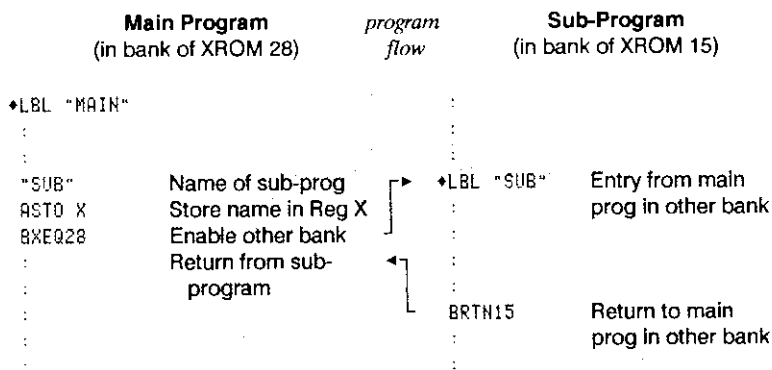 Main Program program Sub-Program
(in bank of XROM 28) flow (in bank of XROM 15)
♦LBL "MAIN" :
: :
: :
"SUB" Name of sub-prog ♦LBL "SUB" Entry from main
ASTO X Store name in Reg X : prog in other bank
BXEQ28 Enable other bank :
: Return from sub- :
: program :
: BRTN15 Return to main
: : prog in other bank
: :